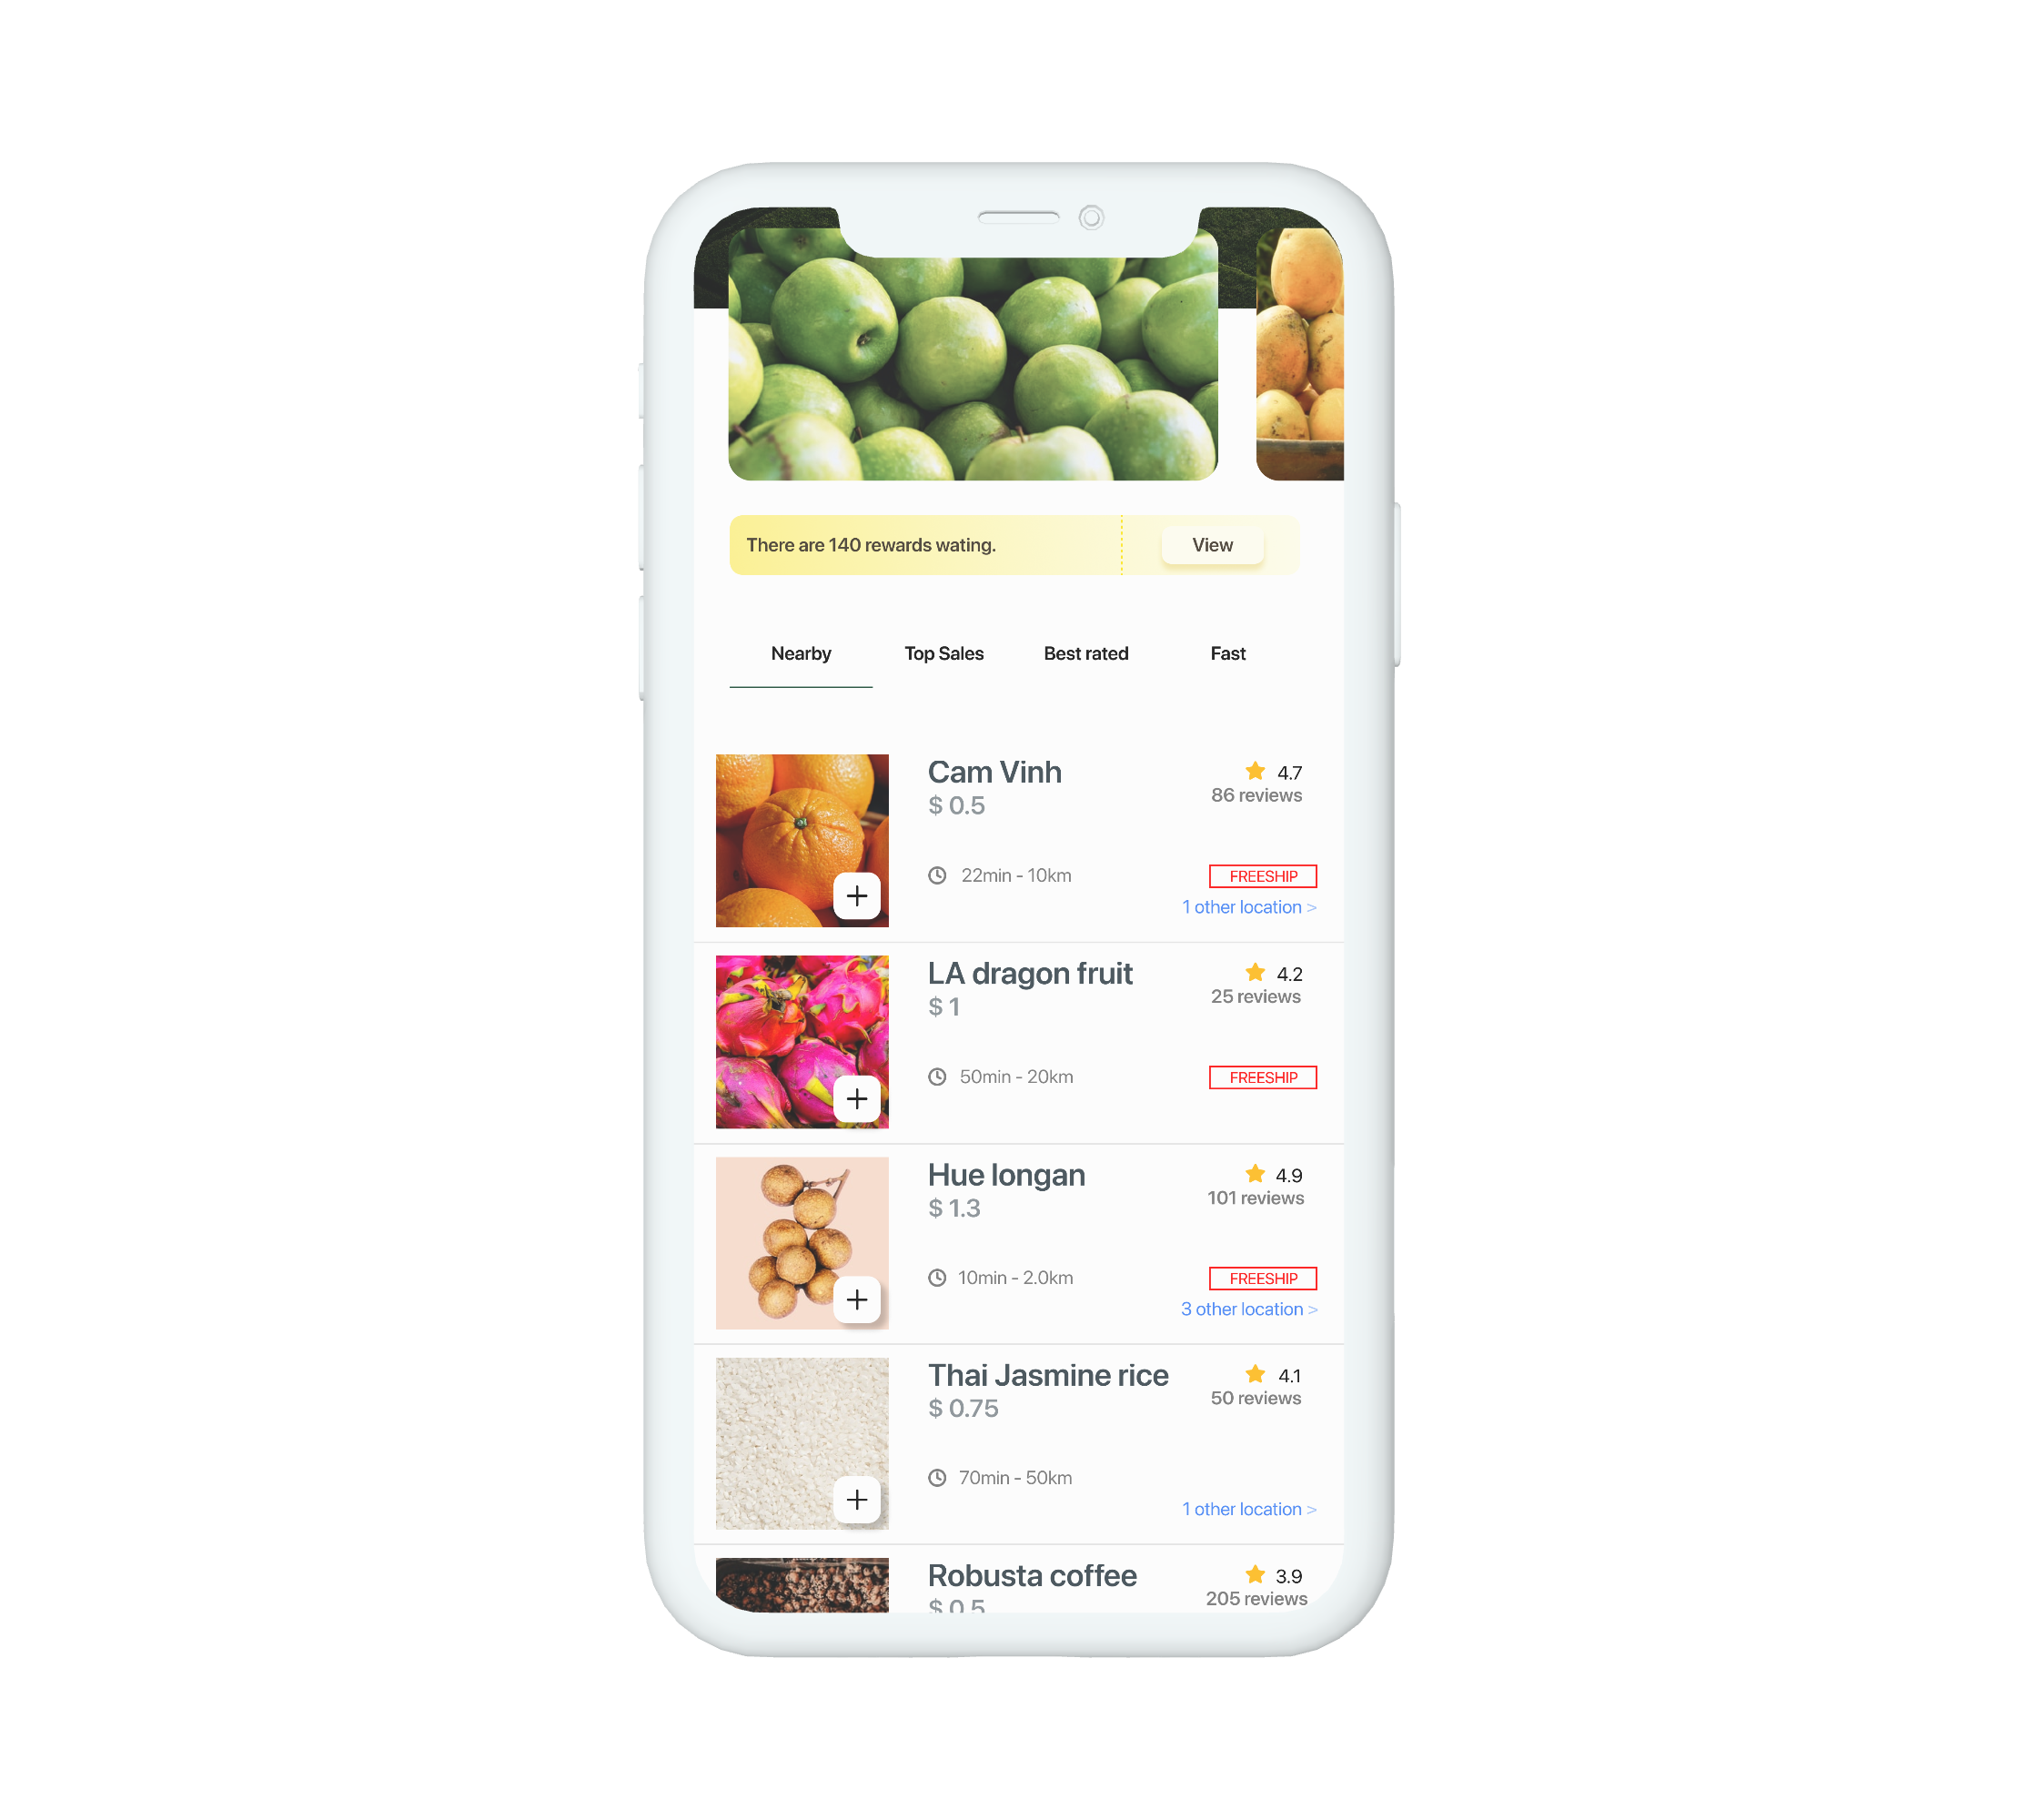 There are 140 rewards wating.
View
Nearby
Top Sales
Best rated
Fast
Cam Vinh
4.7
$ 0.5
86 reviews
22min - 10km
FREESHIP
1 other location >
LA dragon fruit
4.2
$ 1
25 reviews
50min - 20km
FREESHIP
Hue longan
4.9
$ 1.3
101 reviews
10min - 2.0km
FREESHIP
3 other location >
Thai Jasmine rice
4.1
$ 0.75
50 reviews
70min - 50km
1 other location >
Robusta coffee
3.9
$ 0.5
205 reviews